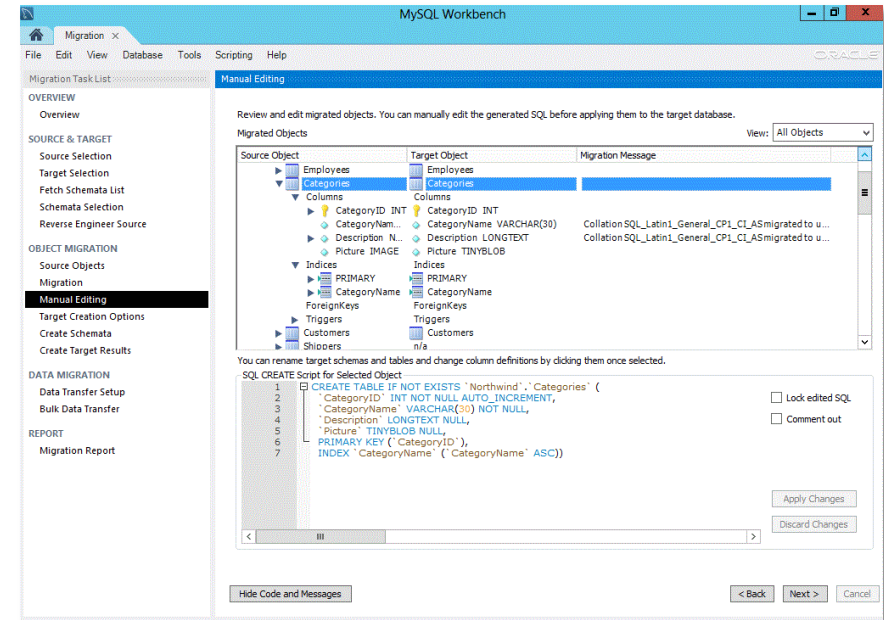 MySQL Workbench
Migration ×
File Edit View Database Tools Scripting Help
ORACLE
Migration Task List
OVERVIEW
Overview
SOURCE & TARGET
Source Selection
Target Selection
Fetch Schemata List
Schemata Selection
Reverse Engineer Source
OBJECT MIGRATION
Source Objects
Migration
Manual Editing
Target Creation Options
Create Schemata
Create Target Results
DATA MIGRATION
Data Transfer Setup
Bulk Data Transfer
REPORT
Migration Report
Manual Editing
Review and edit migrated objects. You can manually edit the generated SQL before applying them to the target database.
Migrated Objects View: All Objects
Source Object Target Object Migration Message
Employees Employees
Categories Categories
Columns Columns
CategoryID INT CategoryID INT
CategoryNam... CategoryName VARCHAR(30) Collation SQL_Latin1_General_CP1_CI_AS migrated to u...
Description N... Description LONGTEXT Collation SQL_Latin1_General_CP1_CI_AS migrated to u...
Picture IMAGE Picture TINYBLOB
Indices Indices
PRIMARY PRIMARY
CategoryName CategoryName
ForeignKeys ForeignKeys
Triggers Triggers
Customers Customers
Shippers n/a
You can rename target schemas and tables and change column definitions by clicking them once selected.
SQL CREATE Script for Selected Object
1 CREATE TABLE IF NOT EXISTS `Northwind`.`Categories` (
2 `CategoryID` INT NOT NULL AUTO_INCREMENT,
3 `CategoryName` VARCHAR(30) NOT NULL,
4 `Description` LONGTEXT NULL,
5 `Picture` TINYBLOB NULL,
6 PRIMARY KEY (`CategoryID`),
7 INDEX `CategoryName` (`CategoryName` ASC))
Lock edited SQL
Comment out
Apply Changes
Discard Changes
Hide Code and Messages
< Back Next > Cancel